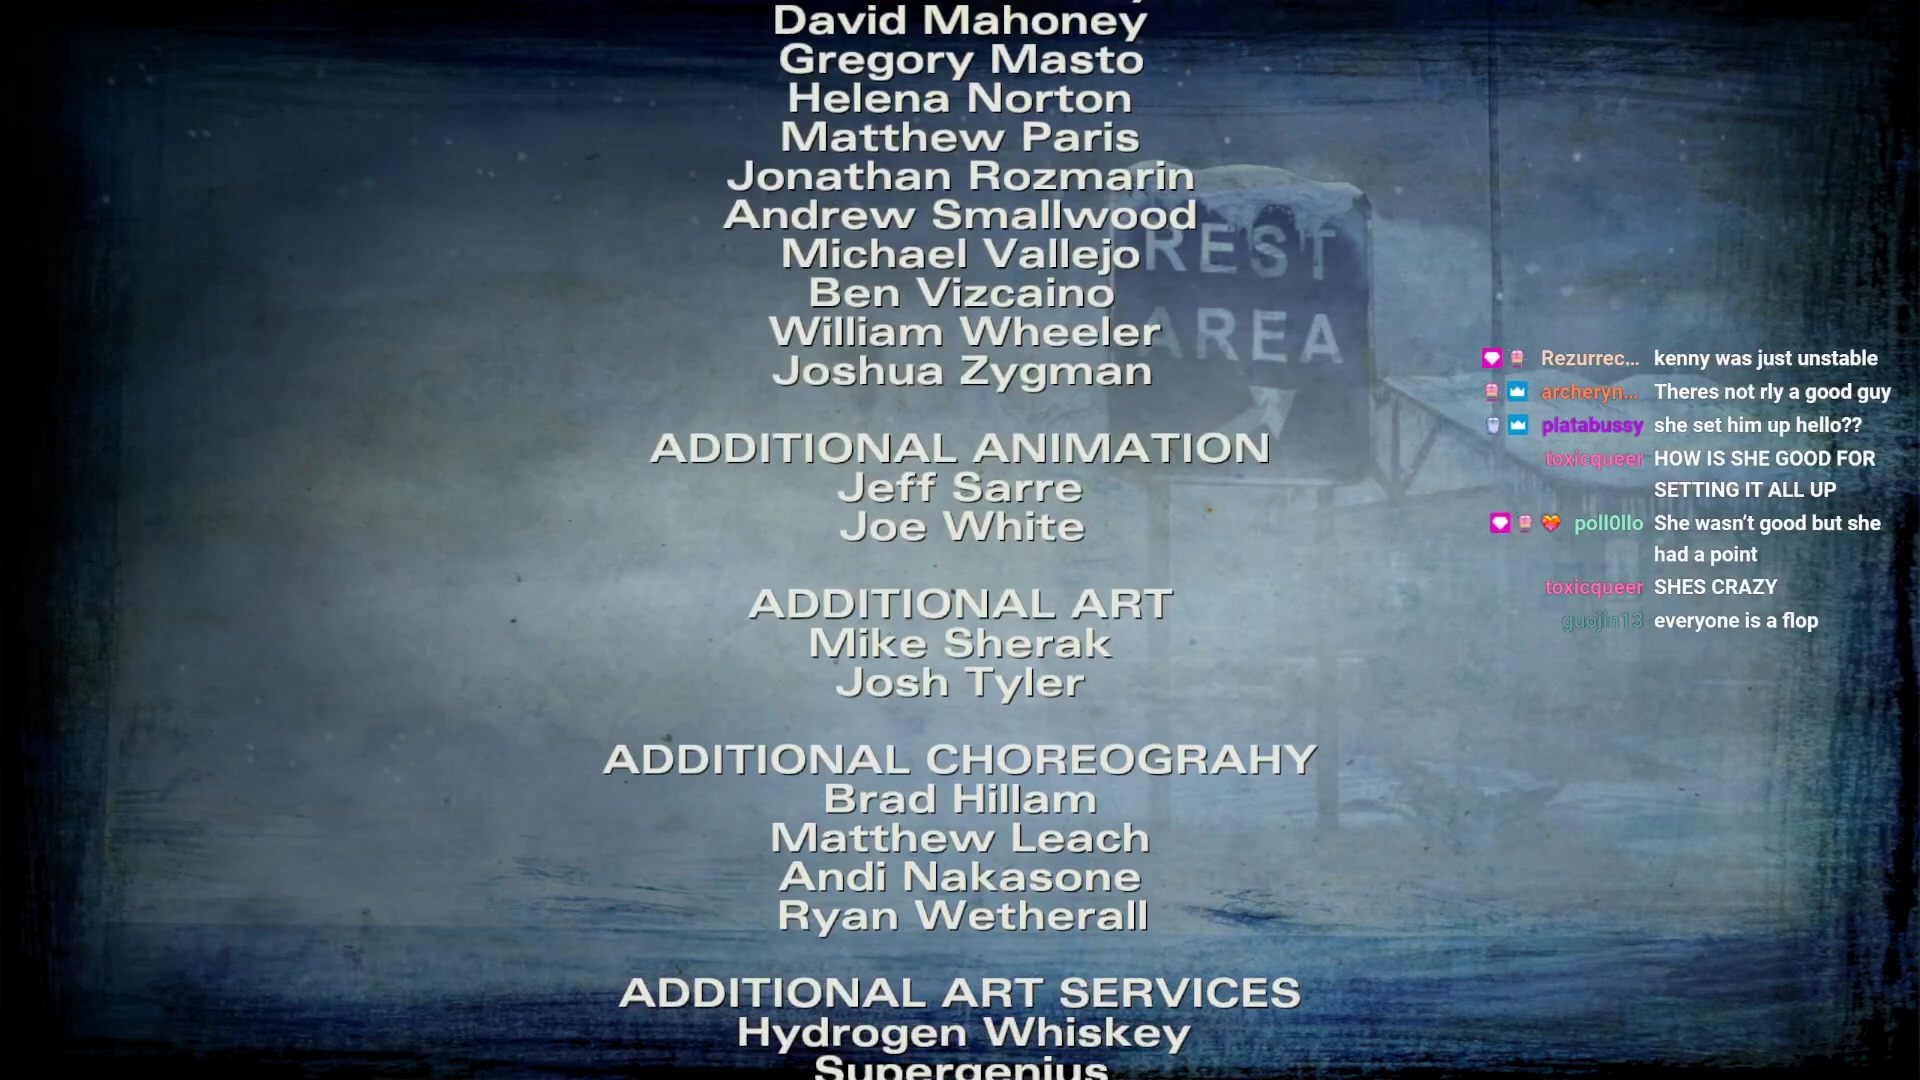 David Mahoney
Gregory Masto
Helena Norton
Matthew Paris
Jonathan Rozmarin
Andrew Smallwood
Michael Vallejo
Ben Vizcaino
William Wheeler
Joshua Zygman
REST
AREA
ADDITIONAL ANIMATION
Jeff Sarre
Joe White
ADDITIONAL ART
Mike Sherak
Josh Tyler
ADDITIONAL CHOREOGRAHY
Brad Hillam
Matthew Leach
Andi Nakasone
Ryan Wetherall
ADDITIONAL ART SERVICES
Hydrogen Whiskey
Supergenius
Rezurrec... kenny was just unstable
archeryn... Theres not rly a good guy
platabussy she set him up hello??
toxicqueer HOW IS SHE GOOD FOR
SETTING IT ALL UP
poll0llo She wasn’t good but she
had a point
toxicqueer SHES CRAZY
guojin13 everyone is a flop